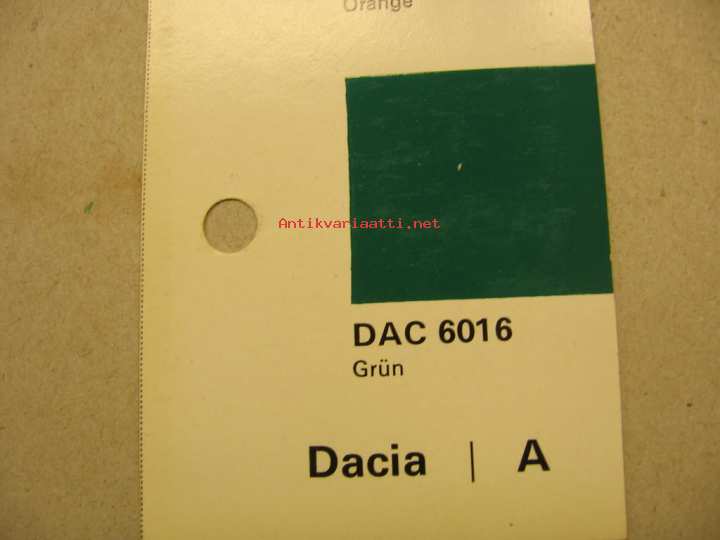 Orange
Antikvariaatti.net
DAC 6016
Grün
Dacia | A